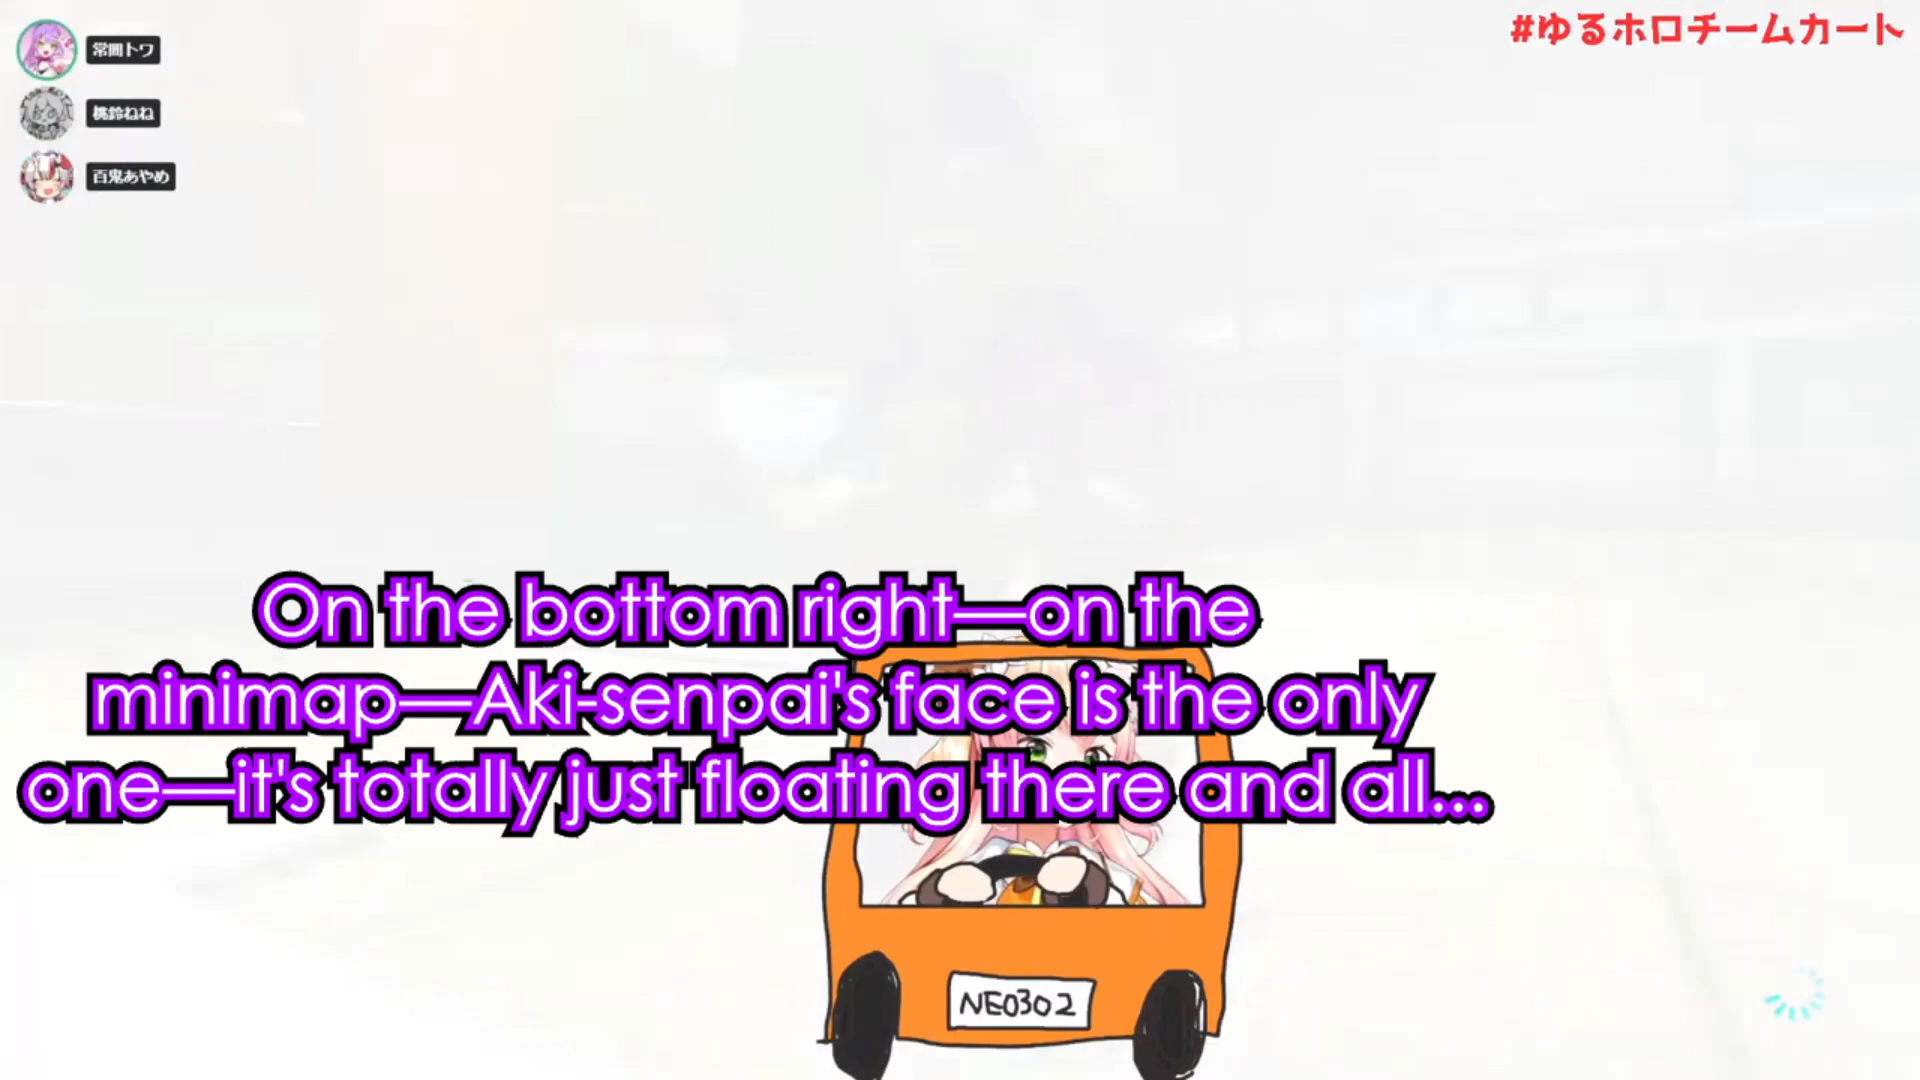 常闇トワ
桃鈴ねね
百鬼あやめ
#ゆるホロチームカート
On the bottom right—on the
minimap—Aki-senpai's face is the only
one—it's totally just floating there and all...
NE0302